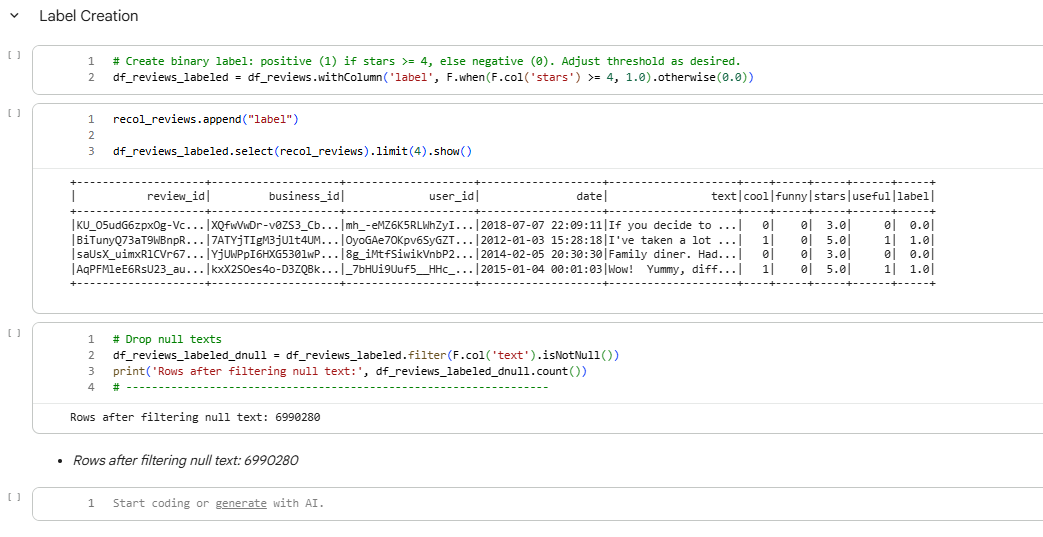 Label Creation
[ ]
1 # Create binary label: positive (1) if stars >= 4, else negative (0). Adjust threshold as desired.
2 df_reviews_labeled = df_reviews.withColumn('label', F.when(F.col('stars') >= 4, 1.0).otherwise(0.0))
[ ]
1 recol_reviews.append("label")
2
3 df_reviews_labeled.select(recol_reviews).limit(4).show()
+--------------------+--------------------+--------------------+-------------------+--------------------+----+-----+-----+------+-----+
|           review_id|         business_id|             user_id|               date|                text|cool|funny|stars|useful|label|
+--------------------+--------------------+--------------------+-------------------+--------------------+----+-----+-----+------+-----+
|KU_O5udG6zpxOg-Vc...|XQfwVwDr-v0ZS3_Cb...|mh_-eMZ6K5RLWhZyI...|2018-07-07 22:09:11|If you decide to ...|   0|    0|  3.0|     0|  0.0|
|BiTunyQ73aT9WBnpR...|7ATYjTIgM3jUlt4UM...|OyoGAe7OKpv6SyGZT...|2012-01-03 15:28:18|I've taken a lot ...|   1|    0|  5.0|     1|  1.0|
|saUsX_uimxRlCVr67...|YjUWPpI6HXG530lwP...|8g_iMtfSiwikVnbP2...|2014-02-05 20:30:30|Family diner. Had...|   0|    0|  3.0|     0|  0.0|
|AqPFMleE6RsU23_au...|kxX2SOes4o-D3ZQBk...|_7bHUi9Uuf5__HHc_...|2015-01-04 00:01:03|Wow!  Yummy, diff...|   1|    0|  5.0|     1|  1.0|
+--------------------+--------------------+--------------------+-------------------+--------------------+----+-----+-----+------+-----+
[ ]
1 # Drop null texts
2 df_reviews_labeled_dnull = df_reviews_labeled.filter(F.col('text').isNotNull())
3 print('Rows after filtering null text:', df_reviews_labeled_dnull.count())
4 # -----------------------------------------------------------------
Rows after filtering null text: 6990280
• Rows after filtering null text: 6990280
[ ]
1 Start coding or generate with AI.